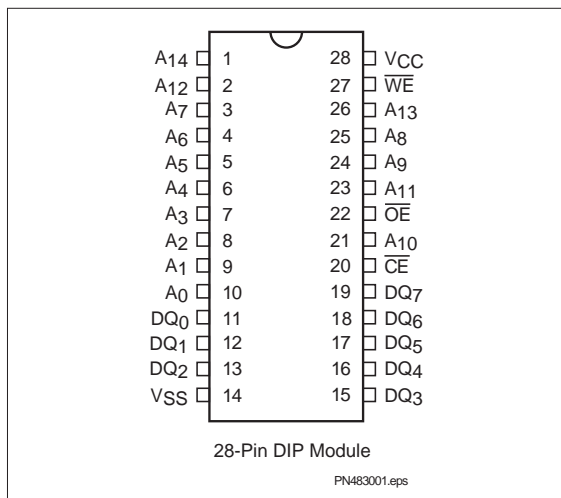 A14 1 28 VCC
A12 2 27 WE
A7 3 26 A13
A6 4 25 A8
A5 5 24 A9
A4 6 23 A11
A3 7 22 OE
A2 8 21 A10
A1 9 20 CE
A0 10 19 DQ7
DQ0 11 18 DQ6
DQ1 12 17 DQ5
DQ2 13 16 DQ4
VSS 14 15 DQ3
28-Pin DIP Module
PN483001.eps